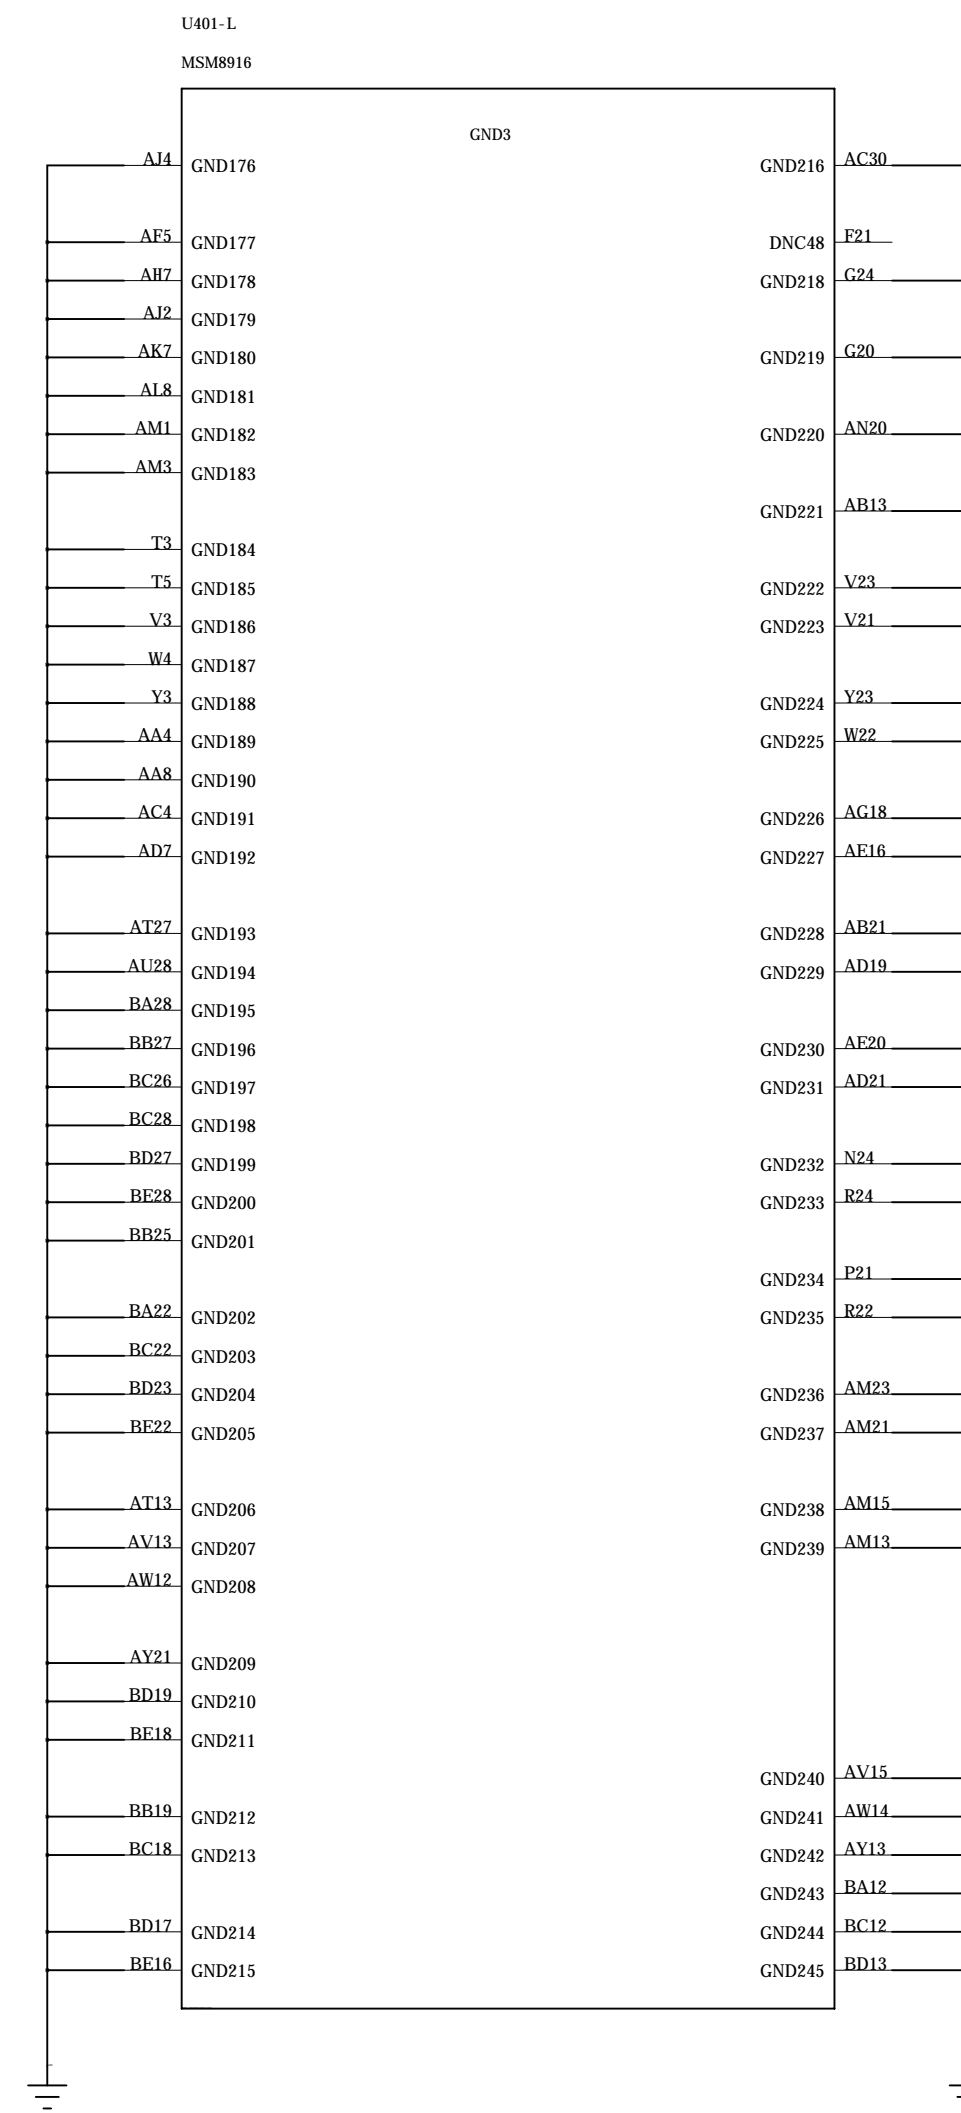 U401-L
MSM8916
GND3
AJ4 GND176 GND216 AC30
AF5 GND177 DNC48 F21
AH7 GND178 GND218 G24
AJ2 GND179
AK7 GND180 GND219 G20
AL8 GND181
AM1 GND182 GND220 AN20
AM3 GND183
GND221 AB13
T3 GND184
T5 GND185 GND222 V23
V3 GND186 GND223 V21
W4 GND187
Y3 GND188 GND224 Y23
AA4 GND189 GND225 W22
AA8 GND190
AC4 GND191 GND226 AG18
AD7 GND192 GND227 AE16
AT27 GND193 GND228 AB21
AU28 GND194 GND229 AD19
BA28 GND195
BB27 GND196 GND230 AE20
BC26 GND197 GND231 AD21
BC28 GND198
BD27 GND199 GND232 N24
BE28 GND200 GND233 R24
BB25 GND201
GND234 P21
BA22 GND202 GND235 R22
BC22 GND203
BD23 GND204 GND236 AM23
BE22 GND205 GND237 AM21
AT13 GND206 GND238 AM15
AV13 GND207 GND239 AM13
AW12 GND208
AY21 GND209
BD19 GND210
BE18 GND211
GND240 AV15
BB19 GND212 GND241 AW14
BC18 GND213 GND242 AY13
GND243 BA12
BD17 GND214 GND244 BC12
BE16 GND215 GND245 BD13